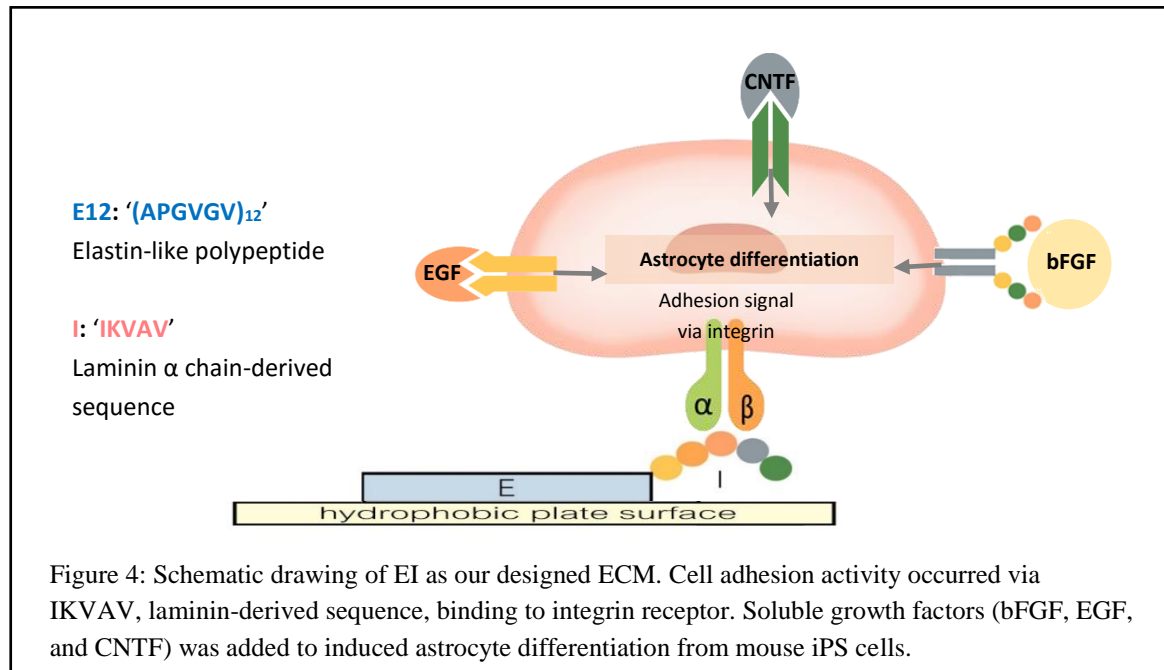 CNTF
E12: ‘(APGVGV)₁₂’
Elastin-like polypeptide
I: ‘IKVAV’
Laminin α chain-derived
sequence
EGF
Astrocyte differentiation
bFGF
Adhesion signal
via integrin
α β
I
E
hydrophobic plate surface
Figure 4: Schematic drawing of EI as our designed ECM. Cell adhesion activity occurred via
IKVAV, laminin-derived sequence, binding to integrin receptor. Soluble growth factors (bFGF, EGF,
and CNTF) was added to induced astrocyte differentiation from mouse iPS cells.